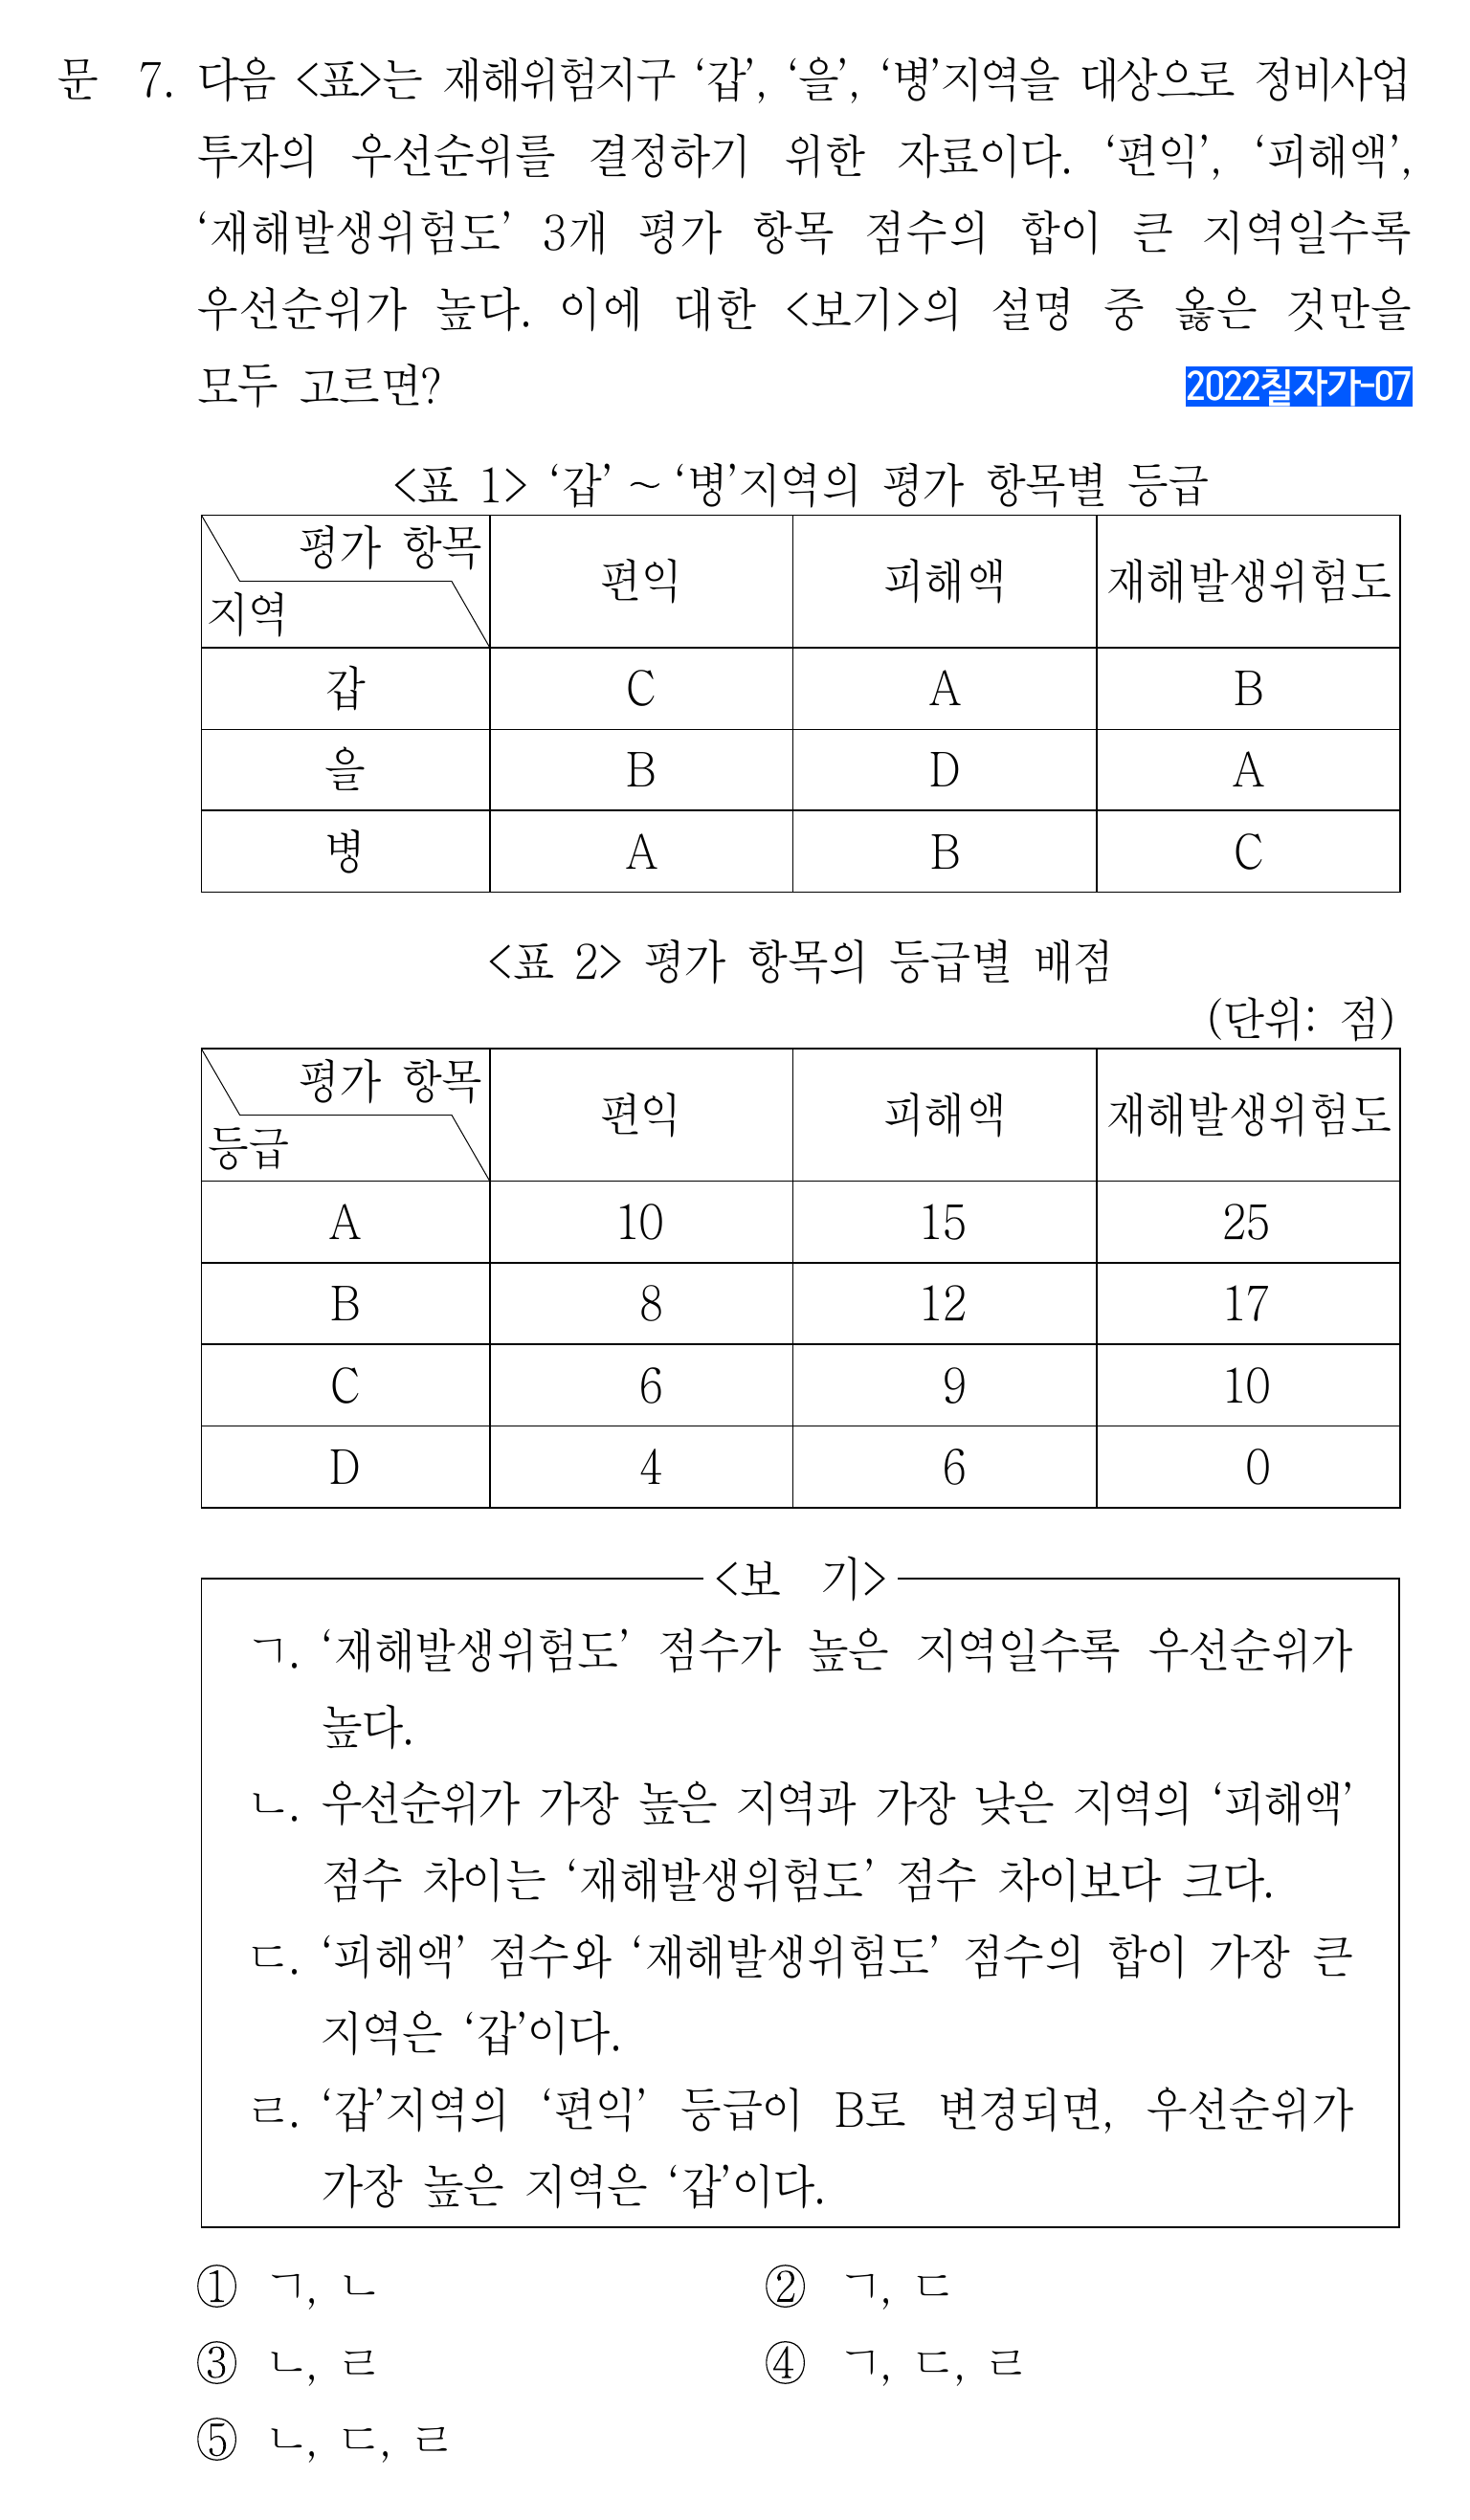 문 7. 다음 <표>는 재해위험지구 ‘갑’, ‘을’, ‘병’지역을 대상으로 정비사업
투자의 우선순위를 결정하기 위한 자료이다. ‘편익’, ‘피해액’,
‘재해발생위험도’ 3개 평가 항목 점수의 합이 큰 지역일수록
우선순위가 높다. 이에 대한 <보기>의 설명 중 옳은 것만을
모두 고르면? 2022칠자가-07
<표 1> ‘갑’ ~ ‘병’지역의 평가 항목별 등급
평가 항목
지역 편익 피해액 재해발생위험도
갑 C A B
을 B D A
병 A B C
<표 2> 평가 항목의 등급별 배점
(단위: 점)
평가 항목
등급 편익 피해액 재해발생위험도
A 10 15 25
B 8 12 17
C 6 9 10
D 4 6 0
<보 기>
ㄱ. ‘재해발생위험도’ 점수가 높은 지역일수록 우선순위가
높다.
ㄴ. 우선순위가 가장 높은 지역과 가장 낮은 지역의 ‘피해액’
점수 차이는 ‘재해발생위험도’ 점수 차이보다 크다.
ㄷ. ‘피해액’ 점수와 ‘재해발생위험도’ 점수의 합이 가장 큰
지역은 ‘갑’이다.
ㄹ. ‘갑’지역의 ‘편익’ 등급이 B로 변경되면, 우선순위가
가장 높은 지역은 ‘갑’이다.
① ㄱ, ㄴ ② ㄱ, ㄷ
③ ㄴ, ㄹ ④ ㄱ, ㄷ, ㄹ
⑤ ㄴ, ㄷ, ㄹ